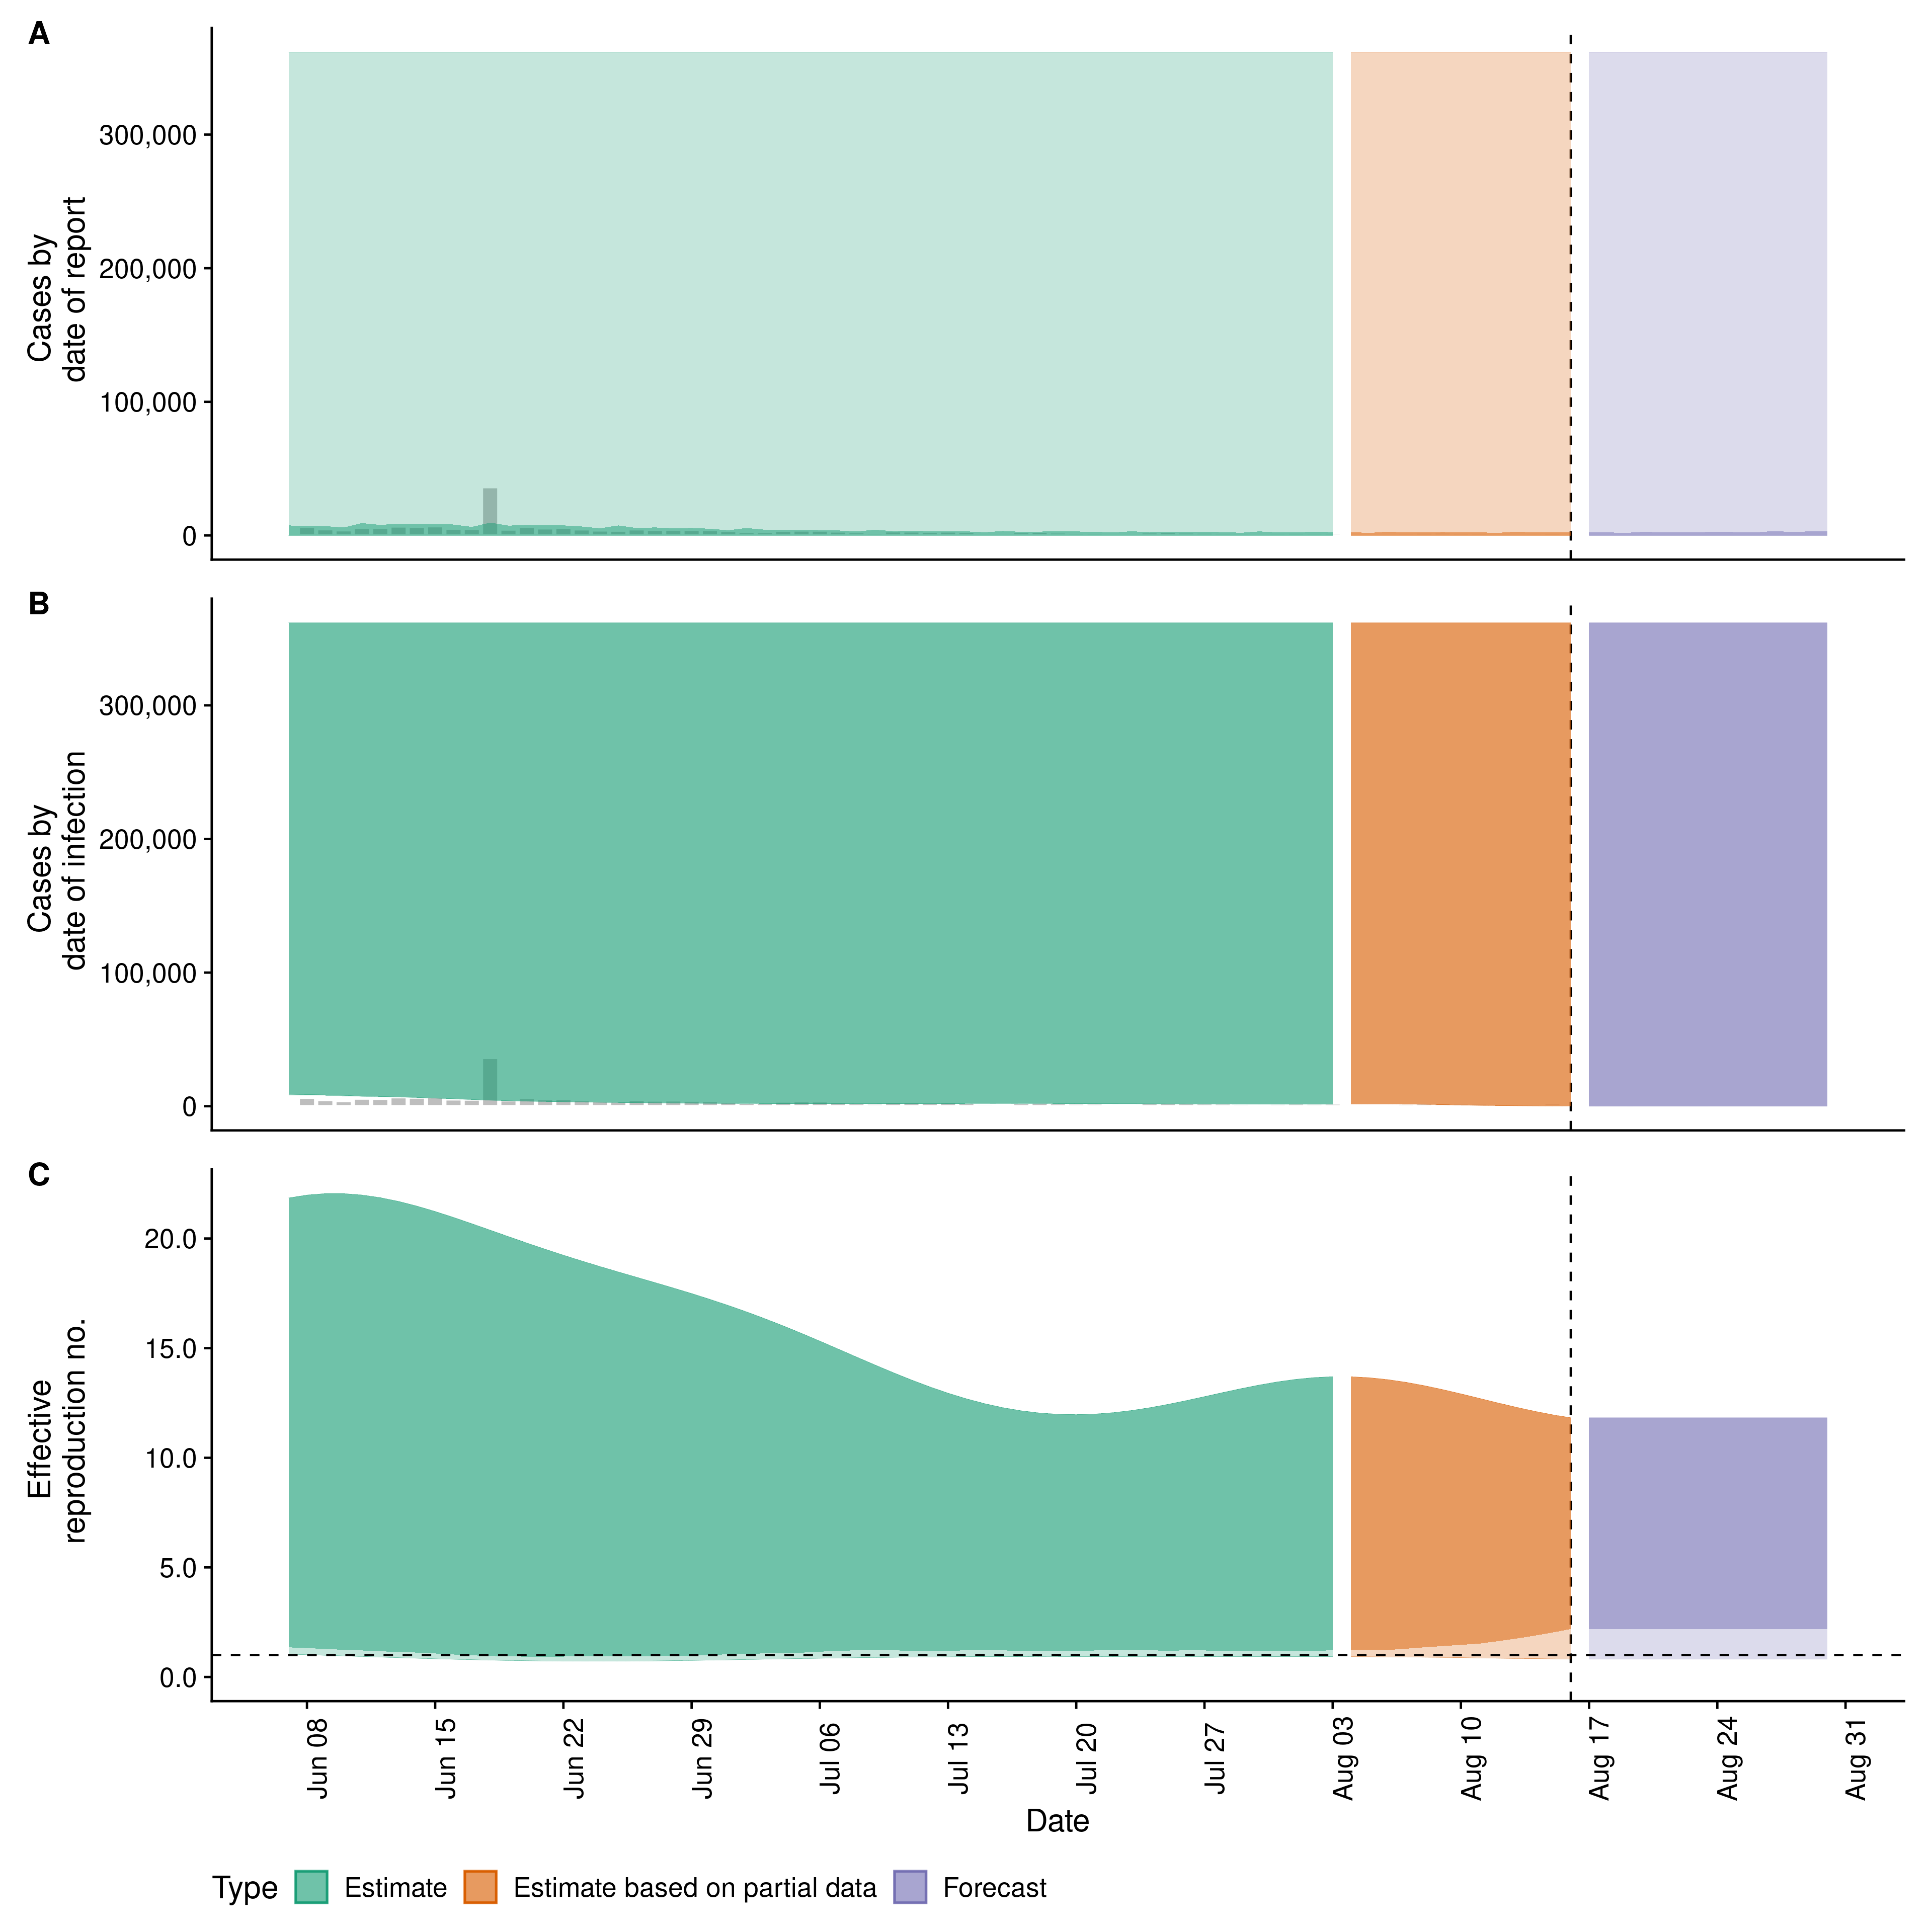 A
Cases by
date of report
300,000
200,000
100,000
0
B
Cases by
date of infection
300,000
200,000
100,000
0
C
Effective
reproduction no.
20.0
15.0
10.0
5.0
0.0
Jun 08
Jun 15
Jun 22
Jun 29
Jul 06
Jul 13
Jul 20
Jul 27
Aug 03
Aug 10
Aug 17
Aug 24
Aug 31
Date
Type Estimate Estimate based on partial data Forecast